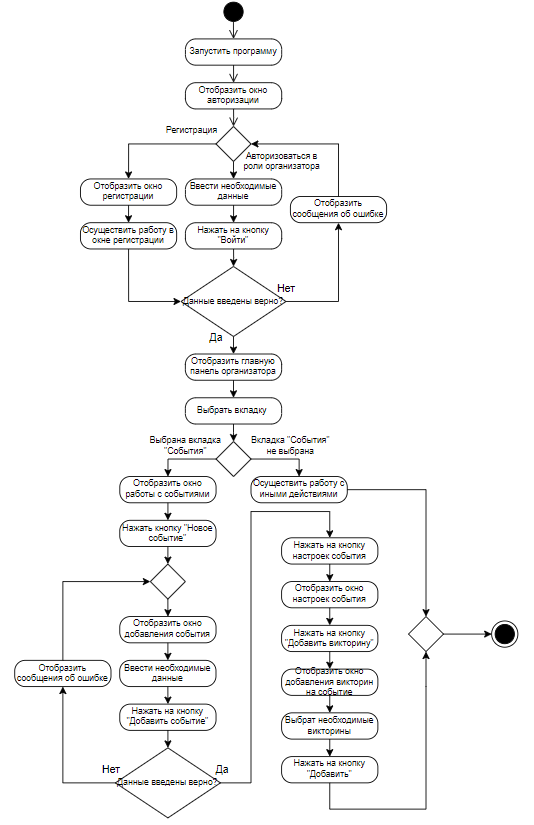 Запустить программу
Отобразить окно
авторизации
Регистрация
Авторизоваться в
роли организатора
Отобразить окно
регистрации
Ввести необходимые
данные
Отобразить
сообщения об ошибке
Осуществить работу в
окне регистрации
Нажать на кнопку
"Войти"
Данные введены верно?
Нет
Да
Отобразить главную
панель организатора
Выбрать вкладку
Выбрана вкладка
"События"
Вкладка "События"
не выбрана
Отобразить окно
работы с событиями
Осуществить работу с
иными действиями
Нажать кнопку "Новое
событие"
Нажать на кнопку
настроек события
Отобразить окно
настроек события
Отобразить окно
добавления события
Нажать на кнопку
"Добавить викторину"
Отобразить
сообщения об ошибке
Ввести необходимые
данные
Отобразить окно
добавления викторин
на событие
Нажать на кнопку
"Добавить событие"
Выбрат необходимые
викторины
Нажать на кнопку
"Добавить"
Нет
Да
Данные введены верно?